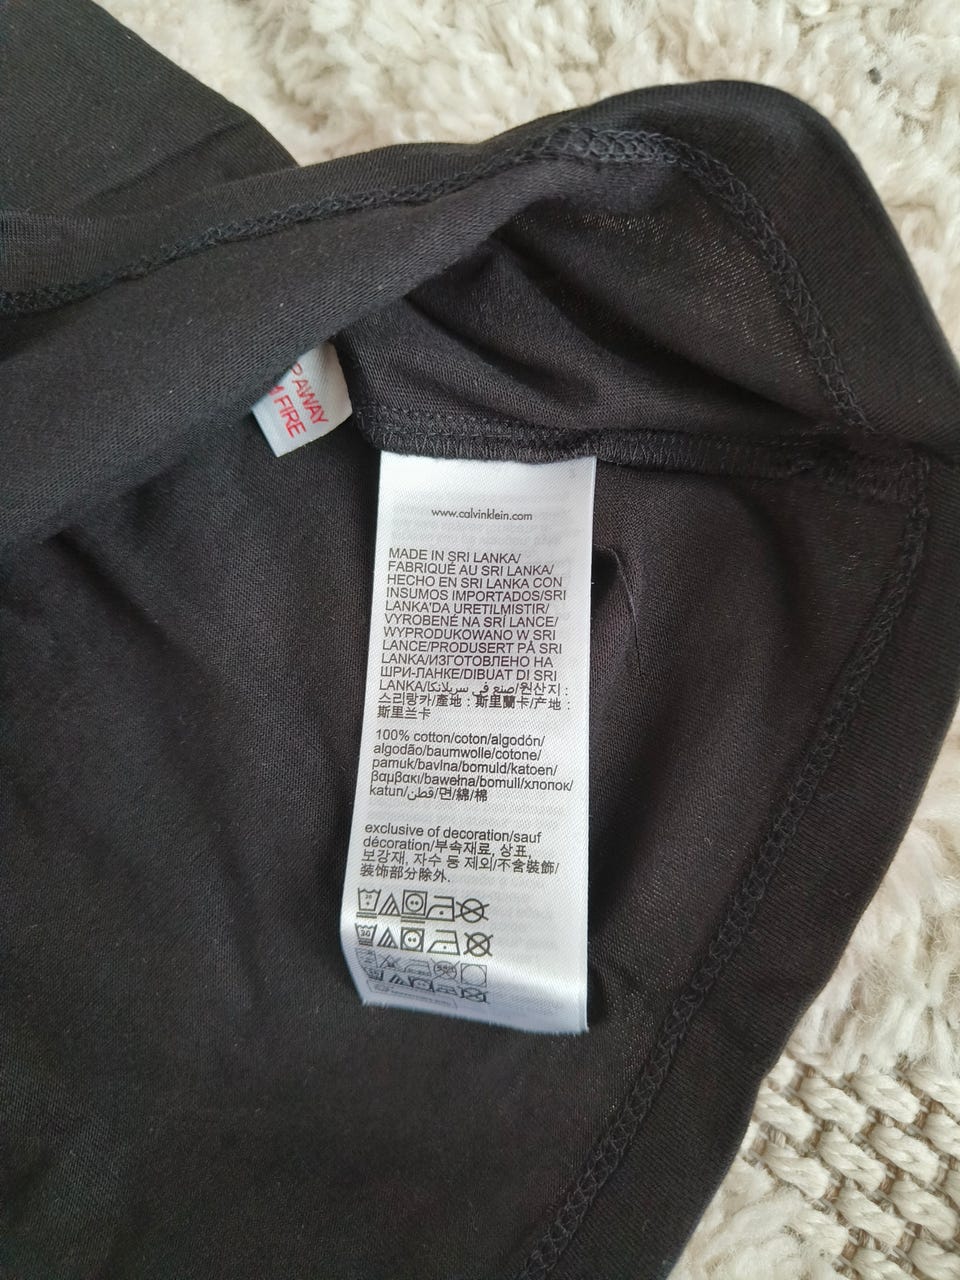 P AWAY
M FIRE
www.calvinklein.com
MADE IN SRI LANKA/
FABRIQUÉ AU SRI LANKA/
HECHO EN SRI LANKA CON
INSUMOS IMPORTADOS/SRI
LANKA'DA URETILMISTIR/
VYROBENÉ NA SRÍ LANCE/
WYPRODUKOWANO W SRI
LANCE/PRODUSERT PÅ SRI
LANKA/ИЗГОТОВЛЕНО НА
ШРИ-ЛАНКЕ/DIBUAT DI SRI
LANKA/صنع في سريلانكا/원산지 :
스리랑카/產地 : 斯里蘭卡/产地 :
斯里兰卡
100% cotton/coton/algodón/
algodão/baumwolle/cotone/
pamuk/bavlna/bomuld/katoen/
βαμβακι/bawełna/bomull/хлопок/
katun/قطن/면/綿/棉
exclusive of decoration/sauf
décoration/부속재료, 상표,
보강재, 자수 등 제외/不含裝飾/
装饰部分除外.
30